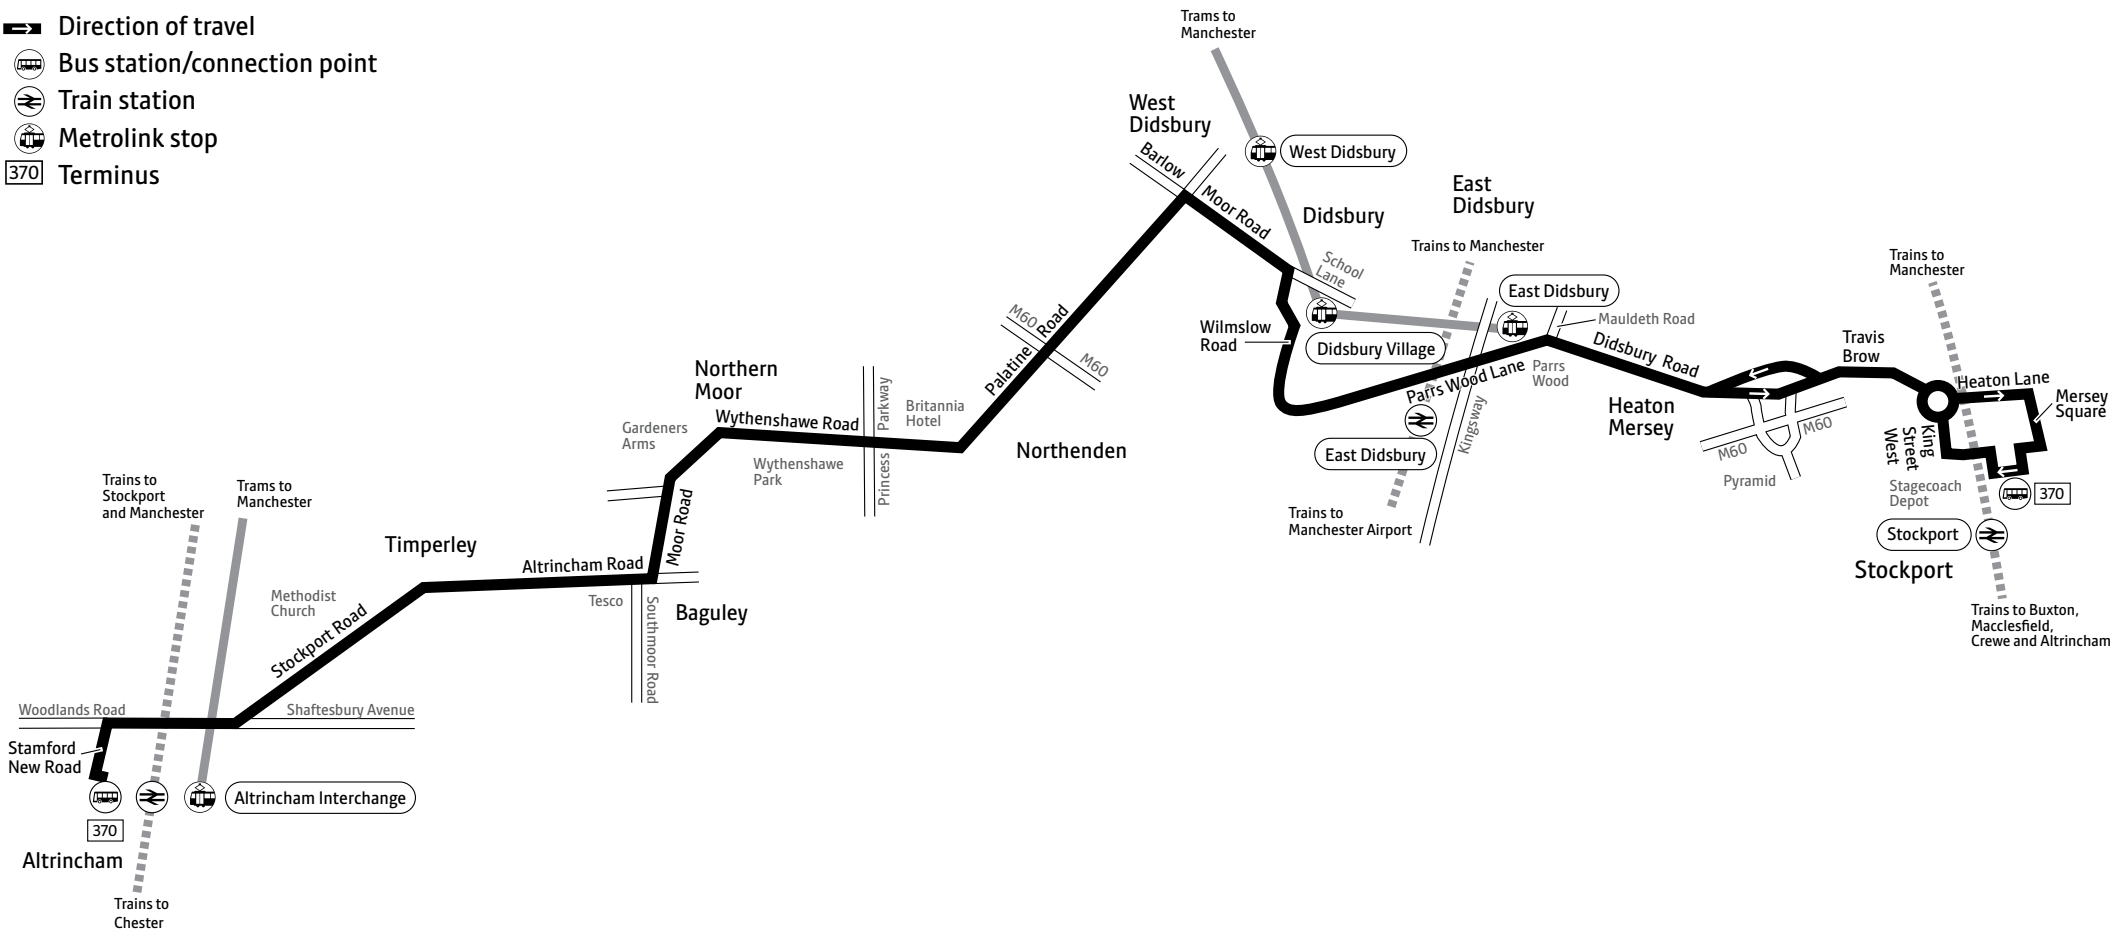 Direction of travel
Bus station/connection point
Train station
Metrolink stop
370 Terminus
Trams to
Manchester
West
Didsbury
West Didsbury
Barlow
Moor Road
Didsbury
East
Didsbury
Trains to Manchester
School
Lane
East Didsbury
Mauldeth Road
Wilmslow
Road
Didsbury Village
Didsbury Road
Travis
Brow
Trains to
Manchester
Heaton Lane
Mersey
Square
Parrs Wood Lane
Parrs
Wood
Heaton
Mersey
East Didsbury
Kingsway
Trains to
Manchester Airport
M60
M60
Pyramid
King
Street
West
Stagecoach
Depot
370
Stockport
Stockport
Trains to Buxton,
Macclesfield,
Crewe and Altrincham
M60
Palatine Road
M60
Northern
Moor
Wythenshawe Road
Princess Parkway
Britannia
Hotel
Northenden
Gardeners
Arms
Wythenshawe
Park
Moor Road
Trains to
Stockport
and Manchester
Trams to
Manchester
Timperley
Altrincham Road
Tesco
Southmoor Road
Baguley
Methodist
Church
Stockport Road
Woodlands Road
Shaftesbury Avenue
Stamford
New Road
Altrincham Interchange
370
Altrincham
Trains to
Chester